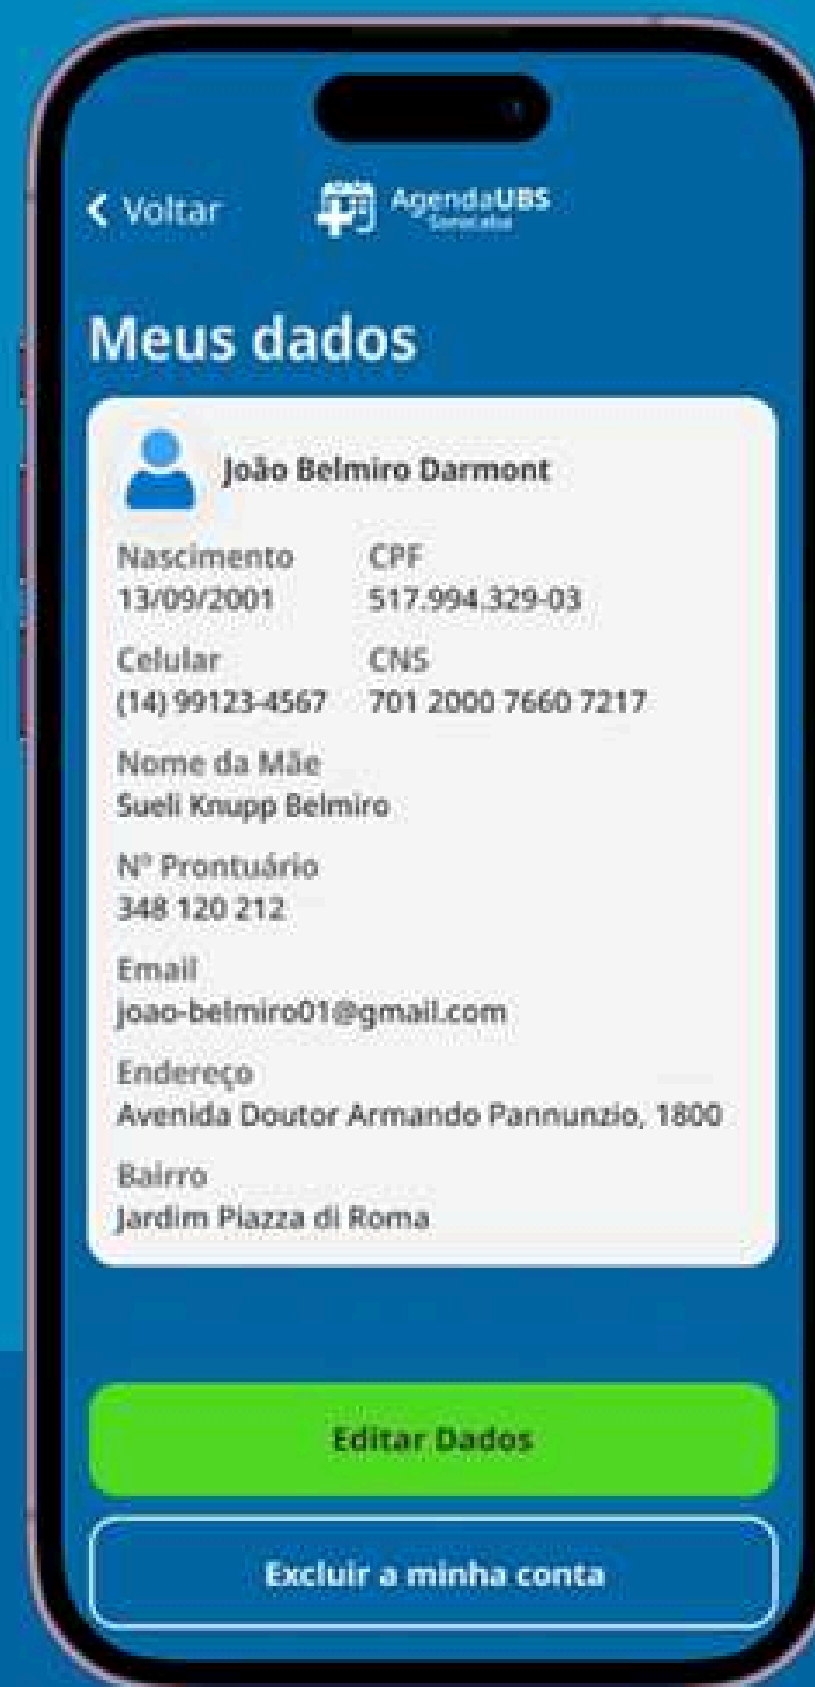 Voltar
AgendaUBS
Sorocaba
Meus dados
João Belmiro Darmont
Nascimento CPF
13/09/2001 517.994.329-03
Celular CNS
(14) 99123-4567 701 2000 7660 7217
Nome da Mãe
Sueli Knupp Belmiro
Nº Prontuário
348 120 212
Email
joao-belmiro01@gmail.com
Endereço
Avenida Doutor Armando Pannunzio, 1800
Bairro
Jardim Piazza di Roma
Editar Dados
Excluir a minha conta